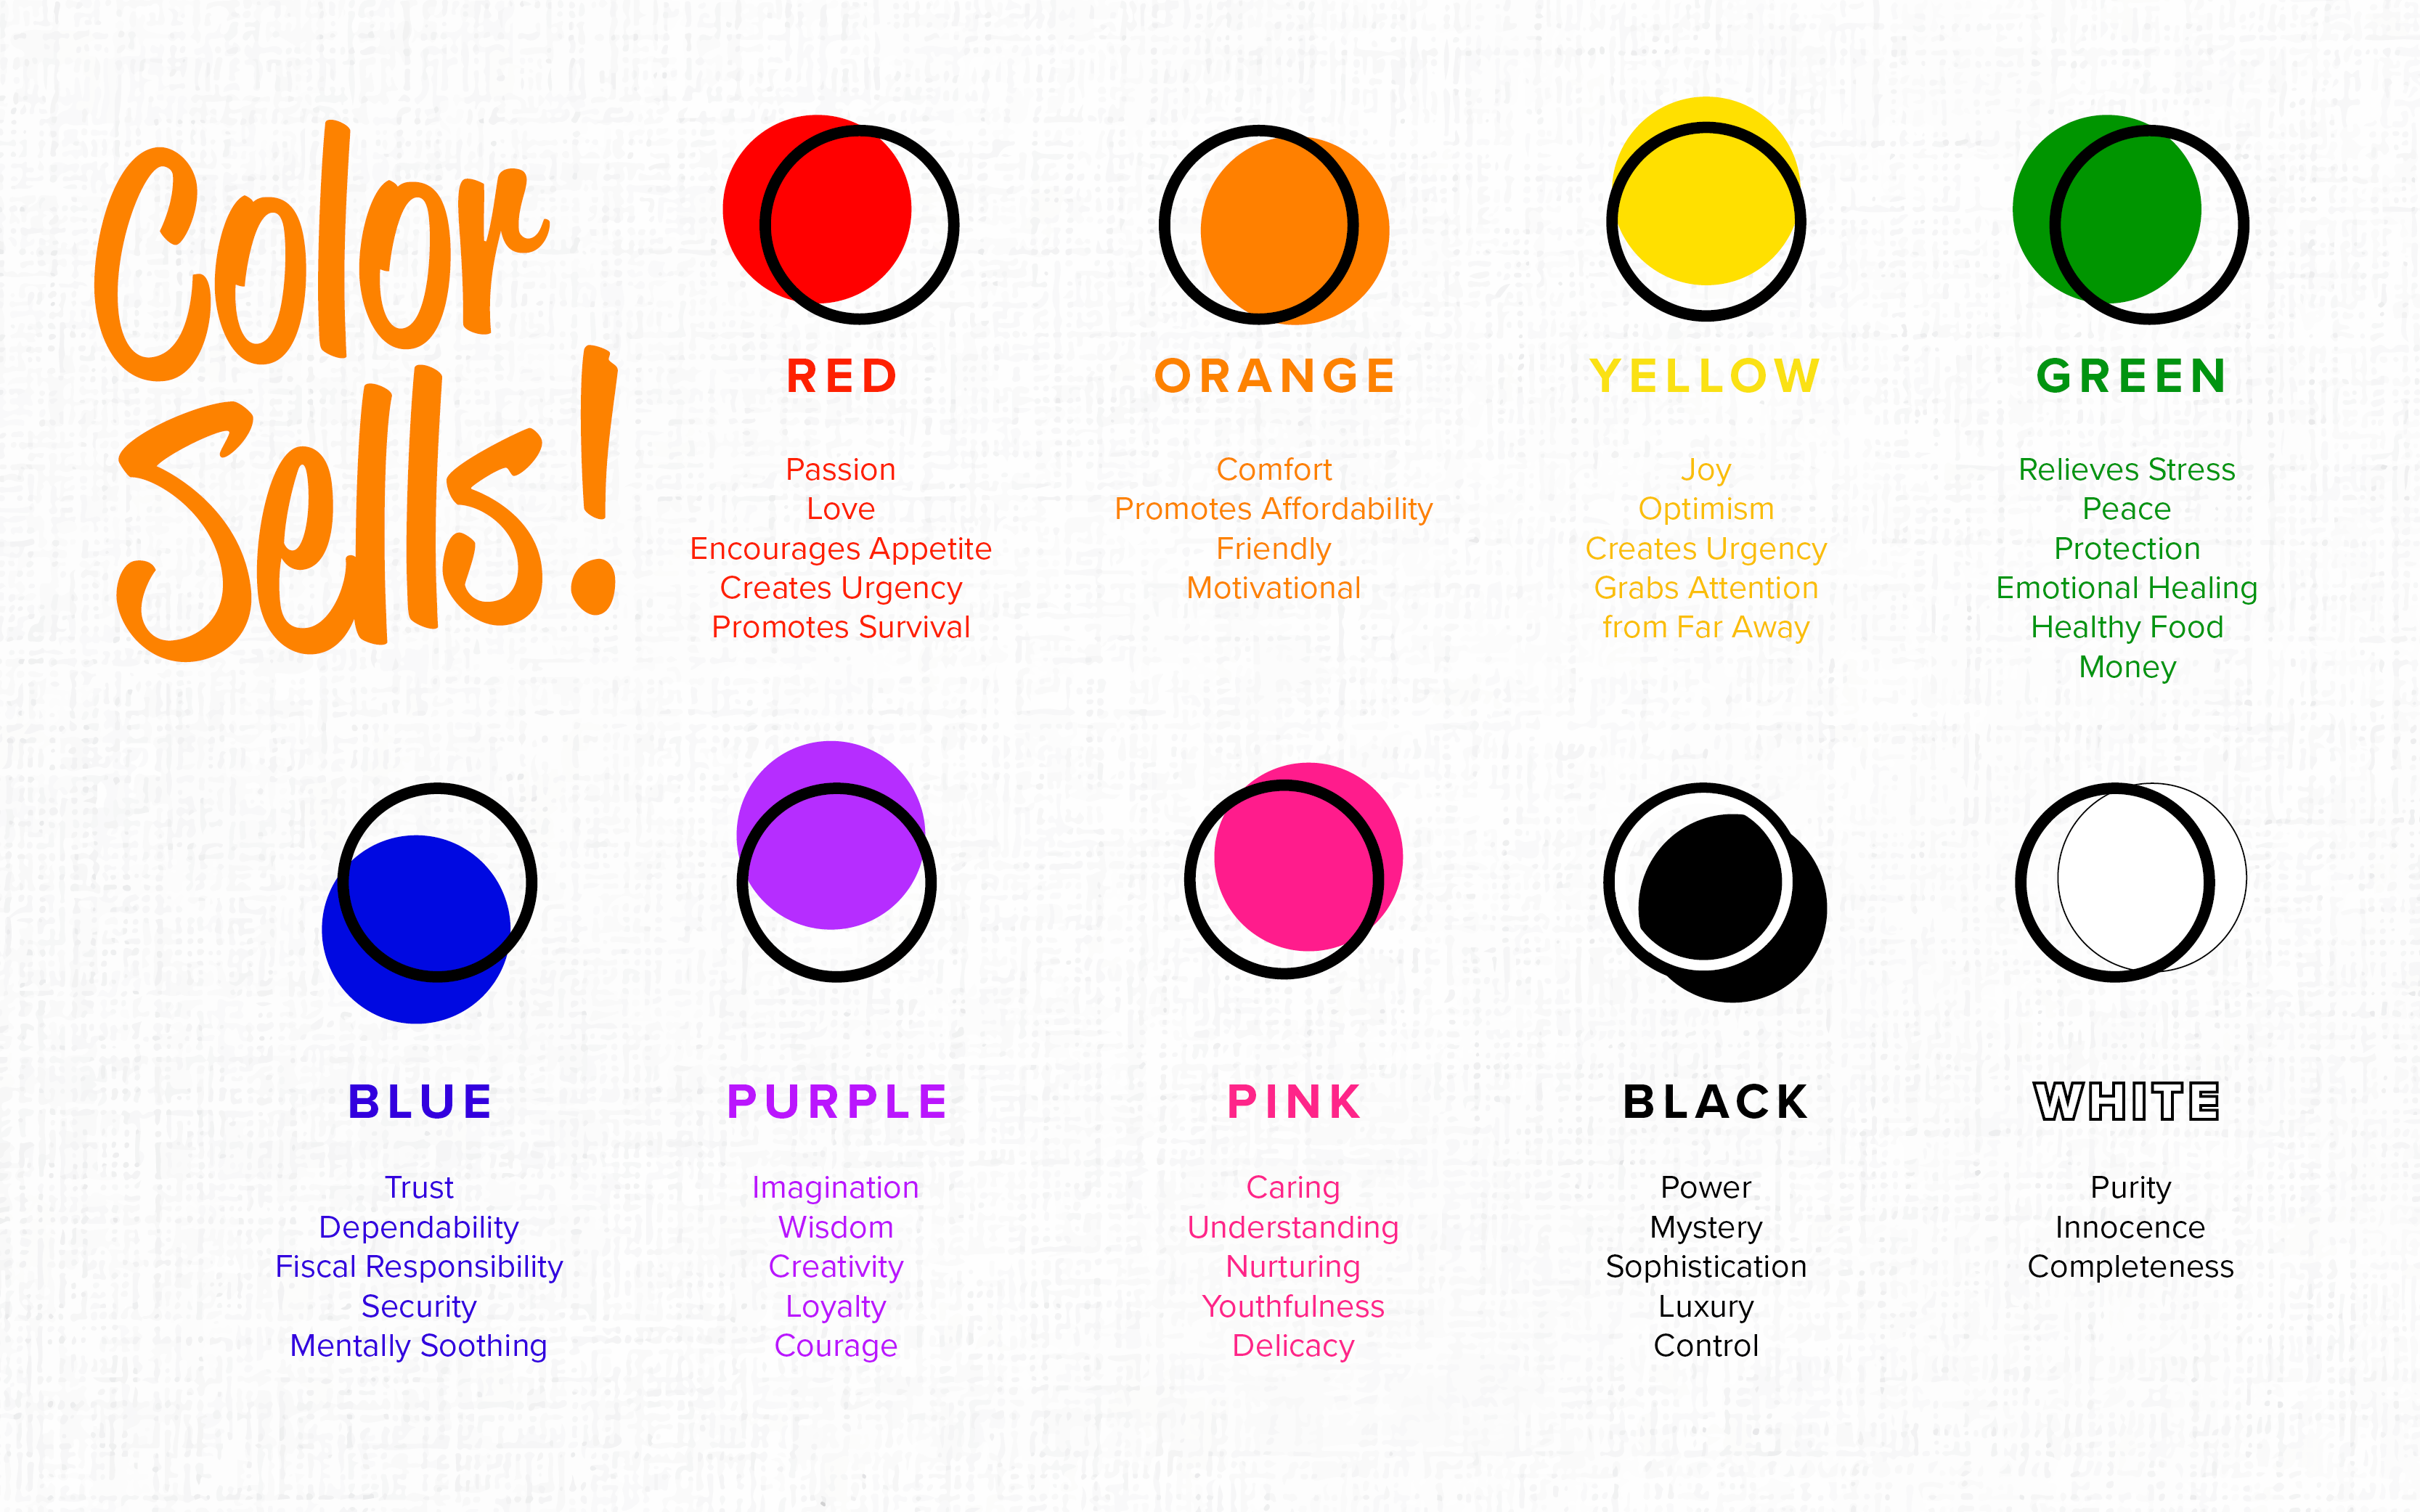 Color
Sells!
RED
Passion
Love
Encourages Appetite
Creates Urgency
Promotes Survival
ORANGE
Comfort
Promotes Affordability
Friendly
Motivational
YELLOW
Joy
Optimism
Creates Urgency
Grabs Attention
from Far Away
GREEN
Relieves Stress
Peace
Protection
Emotional Healing
Healthy Food
Money
BLUE
Trust
Dependability
Fiscal Responsibility
Security
Mentally Soothing
PURPLE
Imagination
Wisdom
Creativity
Loyalty
Courage
PINK
Caring
Understanding
Nurturing
Youthfulness
Delicacy
BLACK
Power
Mystery
Sophistication
Luxury
Control
WHITE
Purity
Innocence
Completeness